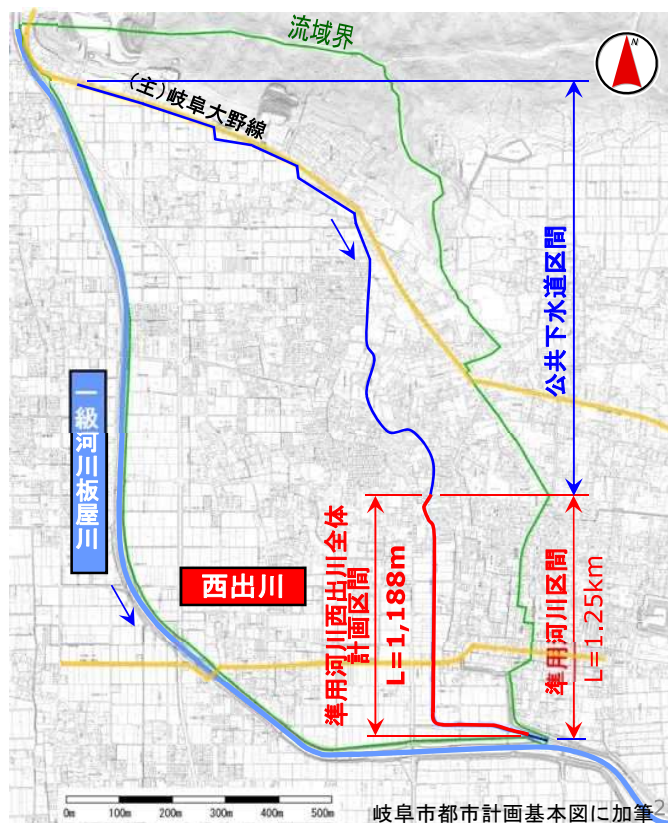 流域界
N
(主)岐阜大野線
公共下水道区間
一級河川板屋川
西出川
準用河川西出川全体
計画区間
L=1,188m
準用河川区間
L=1.25km
0m 100m 200m 300m 400m 500m
岐阜市都市計画基本図に加筆
2